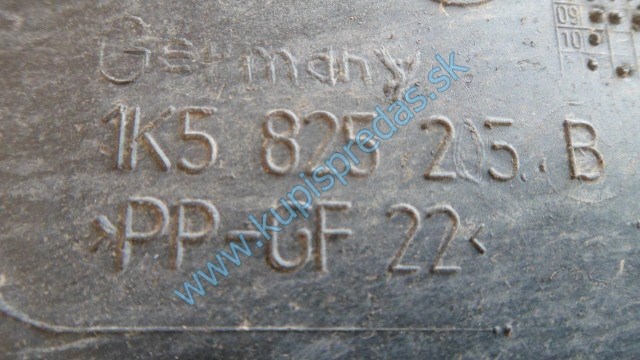 Germany
09
10
1K5 825 205. B
>PP-GF 22<
www.kupispredas.sk